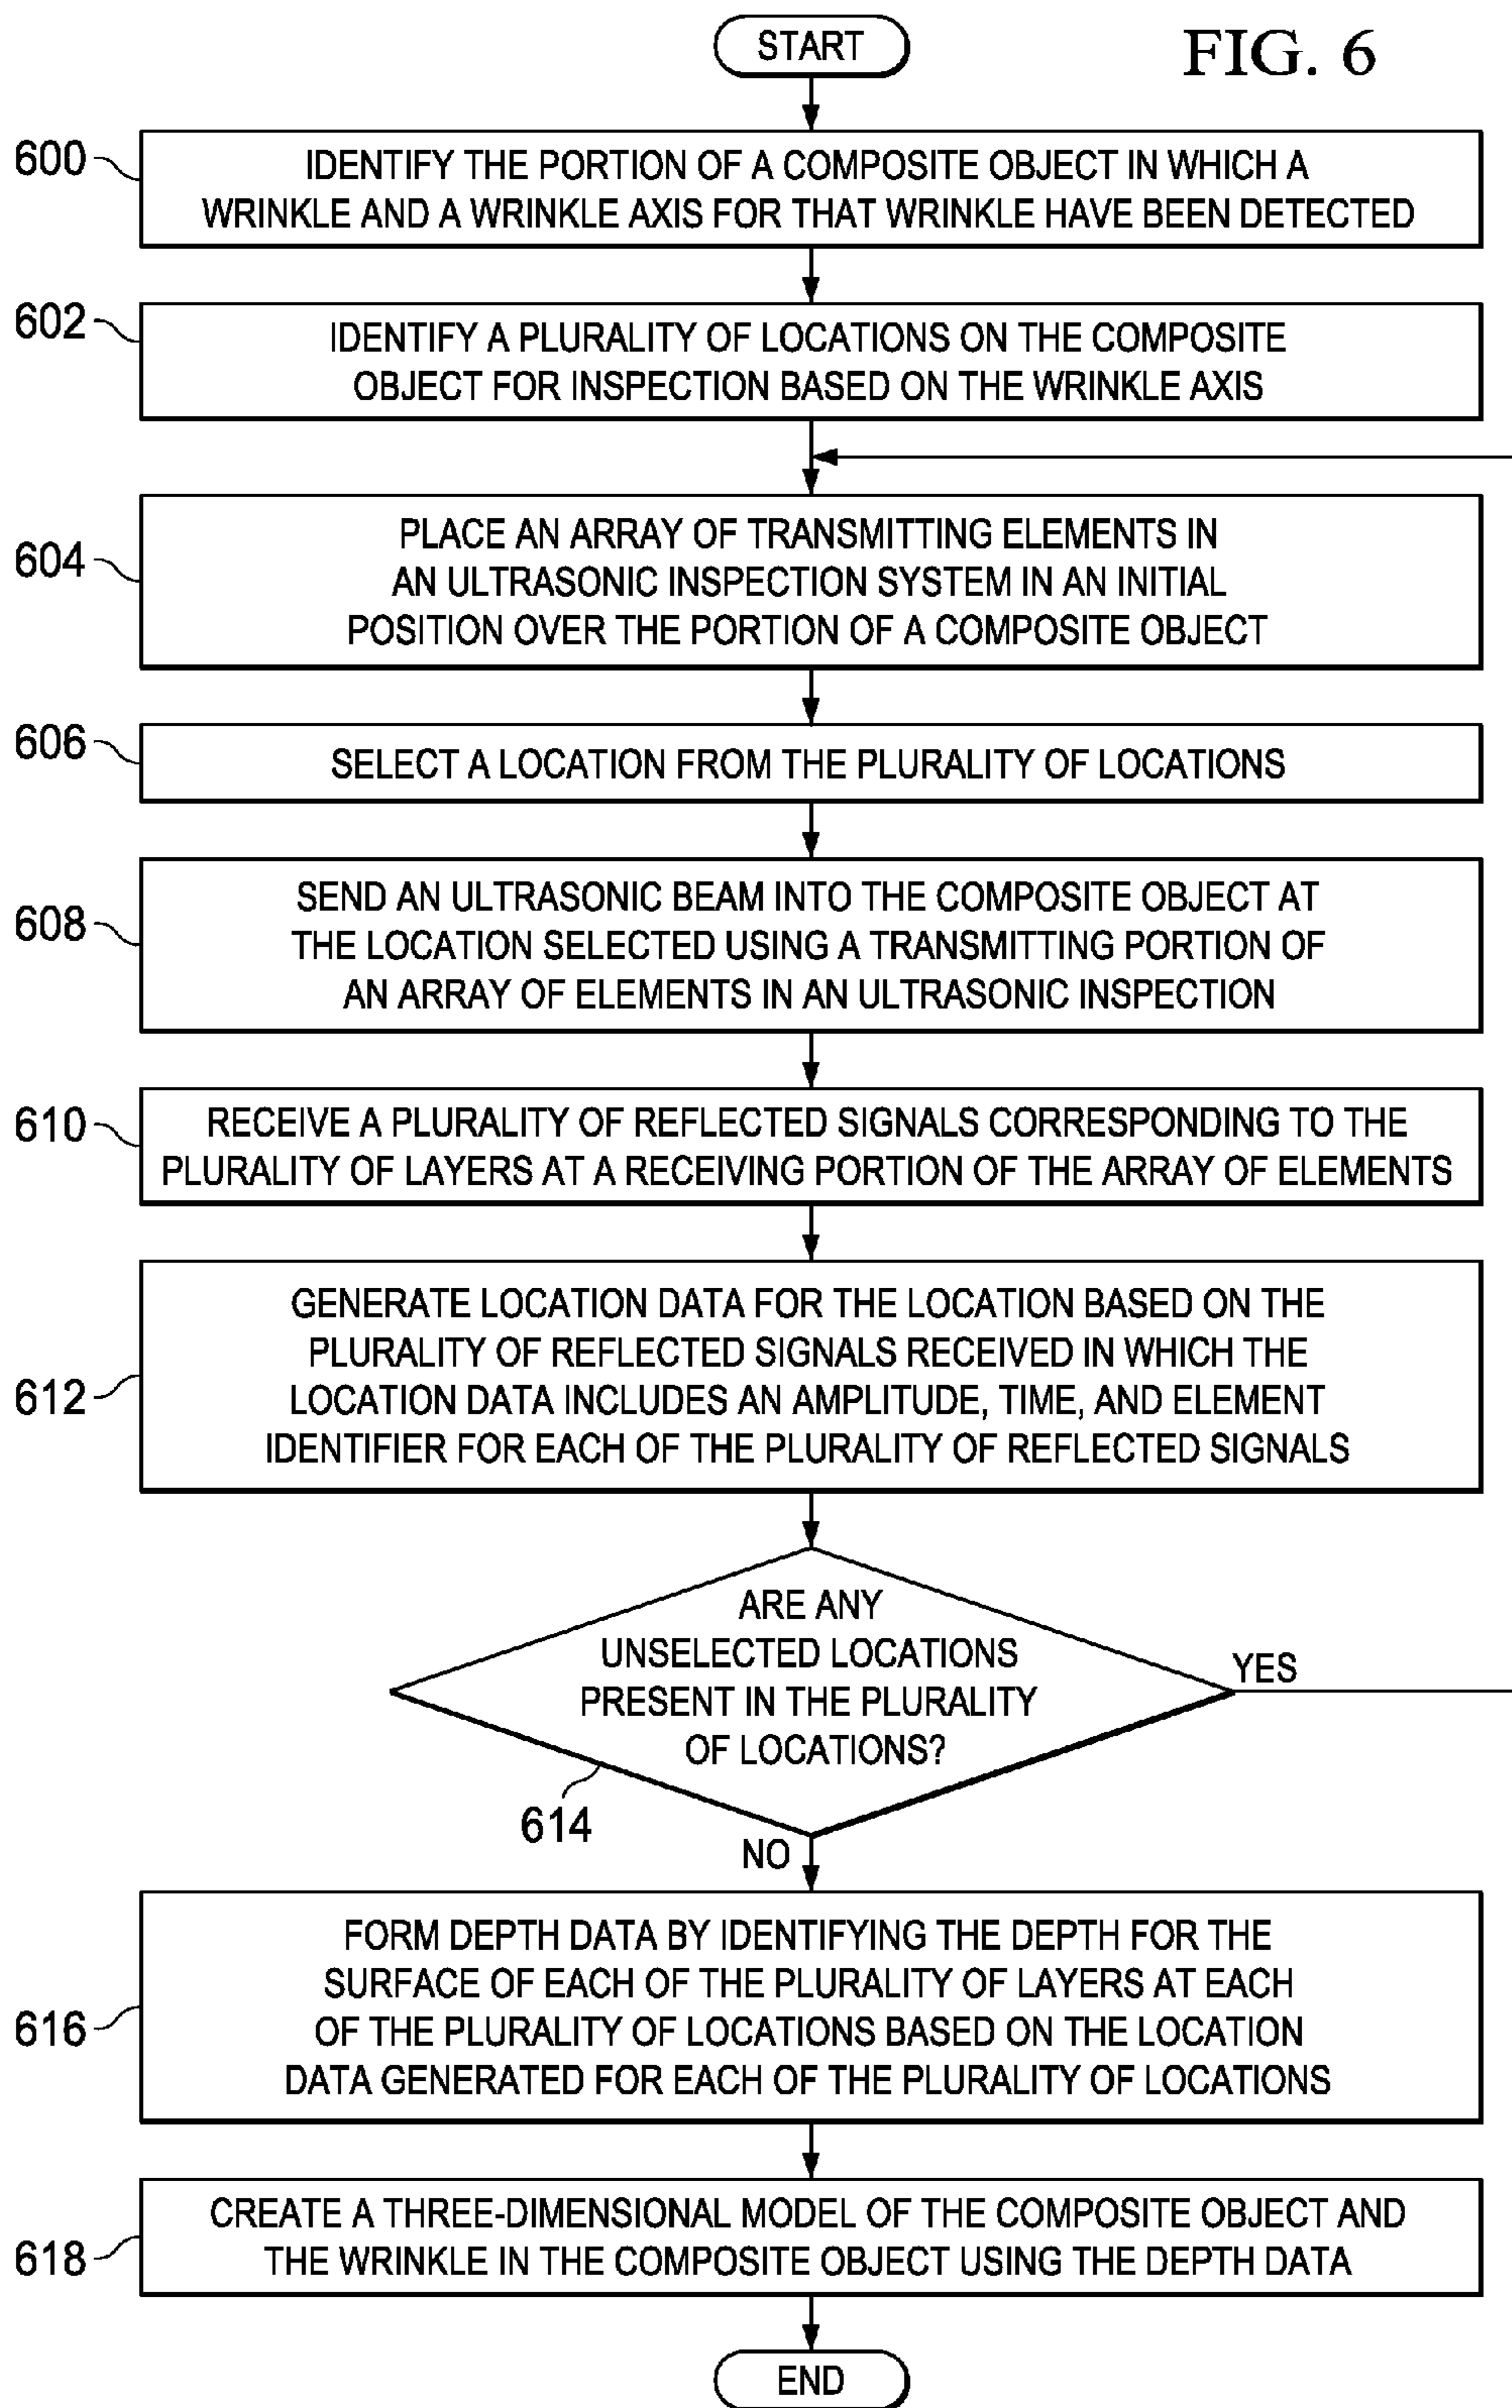 START
FIG. 6
600
IDENTIFY THE PORTION OF A COMPOSITE OBJECT IN WHICH A
WRINKLE AND A WRINKLE AXIS FOR THAT WRINKLE HAVE BEEN DETECTED
602
IDENTIFY A PLURALITY OF LOCATIONS ON THE COMPOSITE
OBJECT FOR INSPECTION BASED ON THE WRINKLE AXIS
604
PLACE AN ARRAY OF TRANSMITTING ELEMENTS IN
AN ULTRASONIC INSPECTION SYSTEM IN AN INITIAL
POSITION OVER THE PORTION OF A COMPOSITE OBJECT
606
SELECT A LOCATION FROM THE PLURALITY OF LOCATIONS
608
SEND AN ULTRASONIC BEAM INTO THE COMPOSITE OBJECT AT
THE LOCATION SELECTED USING A TRANSMITTING PORTION OF
AN ARRAY OF ELEMENTS IN AN ULTRASONIC INSPECTION
610
RECEIVE A PLURALITY OF REFLECTED SIGNALS CORRESPONDING TO THE
PLURALITY OF LAYERS AT A RECEIVING PORTION OF THE ARRAY OF ELEMENTS
612
GENERATE LOCATION DATA FOR THE LOCATION BASED ON THE
PLURALITY OF REFLECTED SIGNALS RECEIVED IN WHICH THE
LOCATION DATA INCLUDES AN AMPLITUDE, TIME, AND ELEMENT
IDENTIFIER FOR EACH OF THE PLURALITY OF REFLECTED SIGNALS
ARE ANY
UNSELECTED LOCATIONS
PRESENT IN THE PLURALITY
OF LOCATIONS?
YES
614
NO
616
FORM DEPTH DATA BY IDENTIFYING THE DEPTH FOR THE
SURFACE OF EACH OF THE PLURALITY OF LAYERS AT EACH
OF THE PLURALITY OF LOCATIONS BASED ON THE LOCATION
DATA GENERATED FOR EACH OF THE PLURALITY OF LOCATIONS
618
CREATE A THREE-DIMENSIONAL MODEL OF THE COMPOSITE OBJECT AND
THE WRINKLE IN THE COMPOSITE OBJECT USING THE DEPTH DATA
END